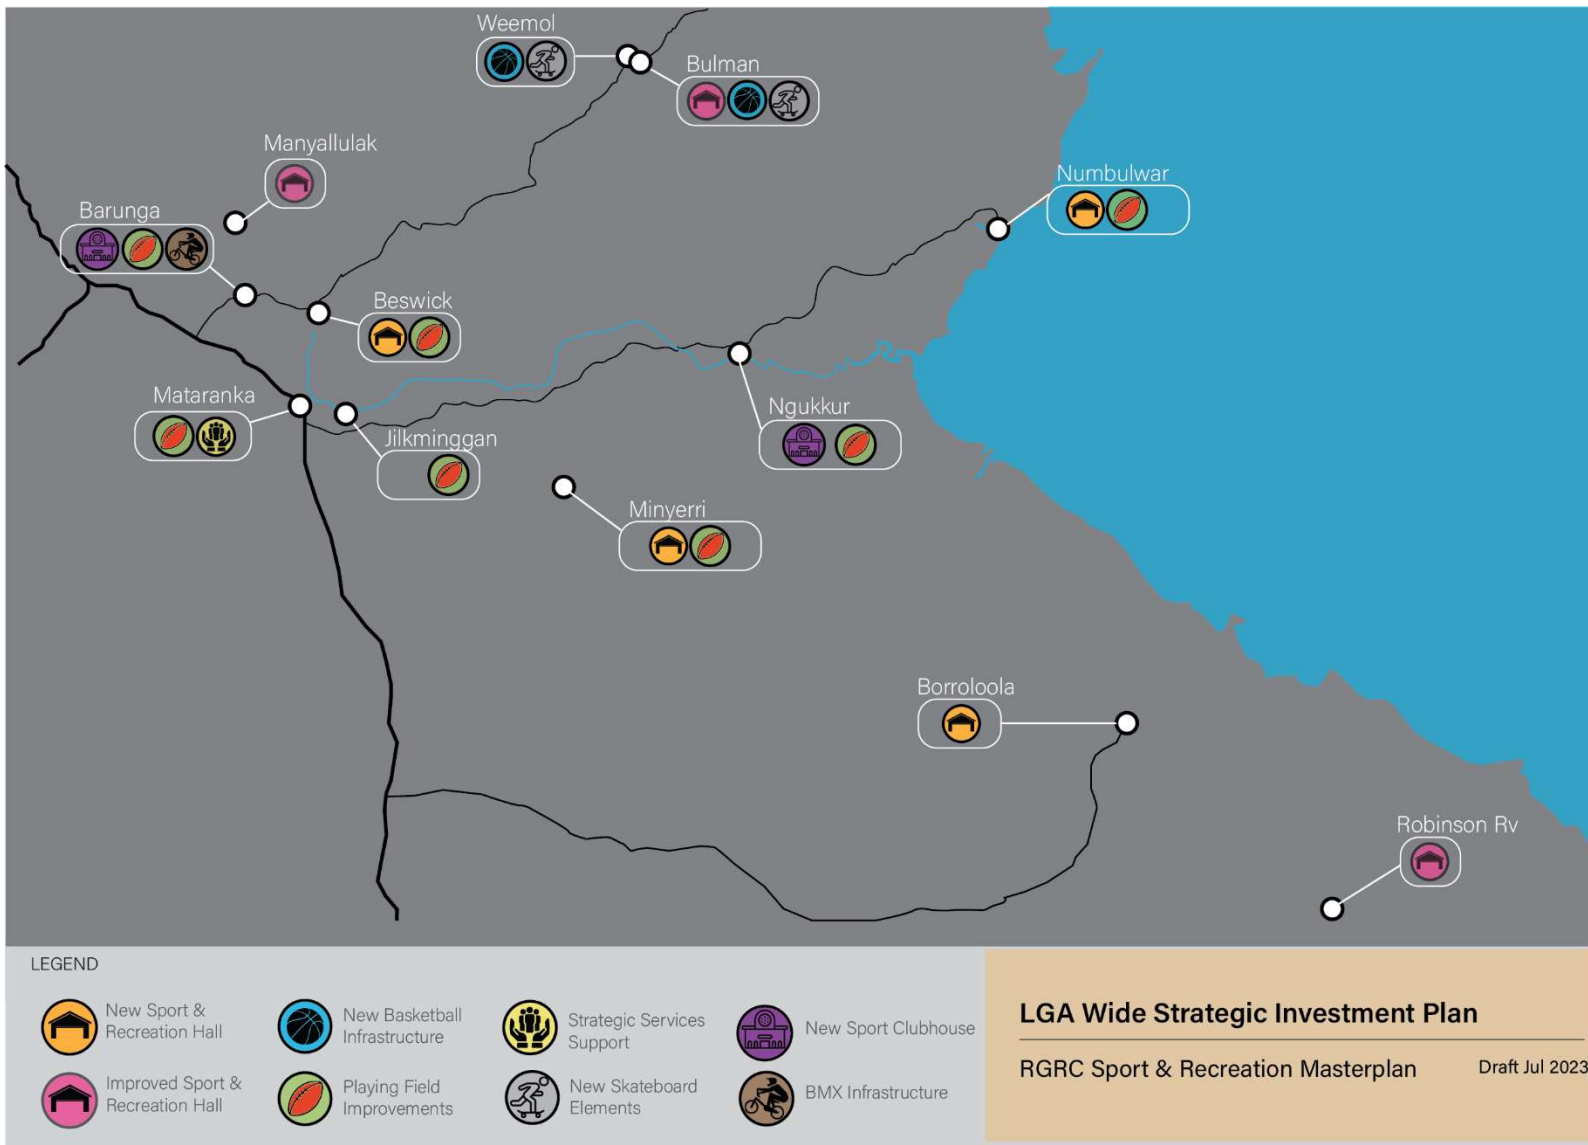 Weemol
Bulman
Manyallulak
Numbulwar
Barunga
Beswick
Mataranka
Ngukkur
Jilkminggan
Minyerri
Borroloola
Robinson Rv
LEGEND
New Sport &
Recreation Hall
New Basketball
Infrastructure
Strategic Services
Support
New Sport Clubhouse
Improved Sport &
Recreation Hall
Playing Field
Improvements
New Skateboard
Elements
BMX Infrastructure
LGA Wide Strategic Investment Plan
RGRC Sport & Recreation Masterplan
Draft Jul 2023